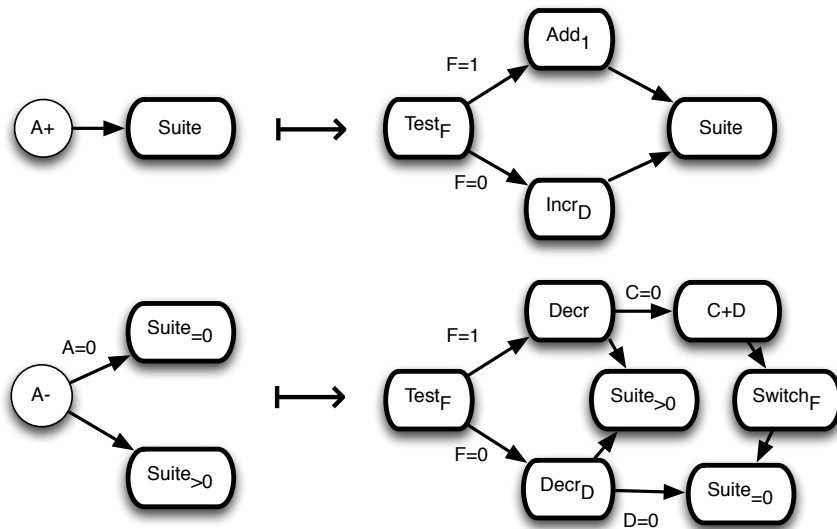 Add1
F=1
A+
Suite
TestF
Suite
F=0
IncrD
Suite=0
A=0
A-
Suite>0
Decr
C=0
C+D
F=1
TestF
Suite>0
SwitchF
F=0
DecrD
D=0
Suite=0